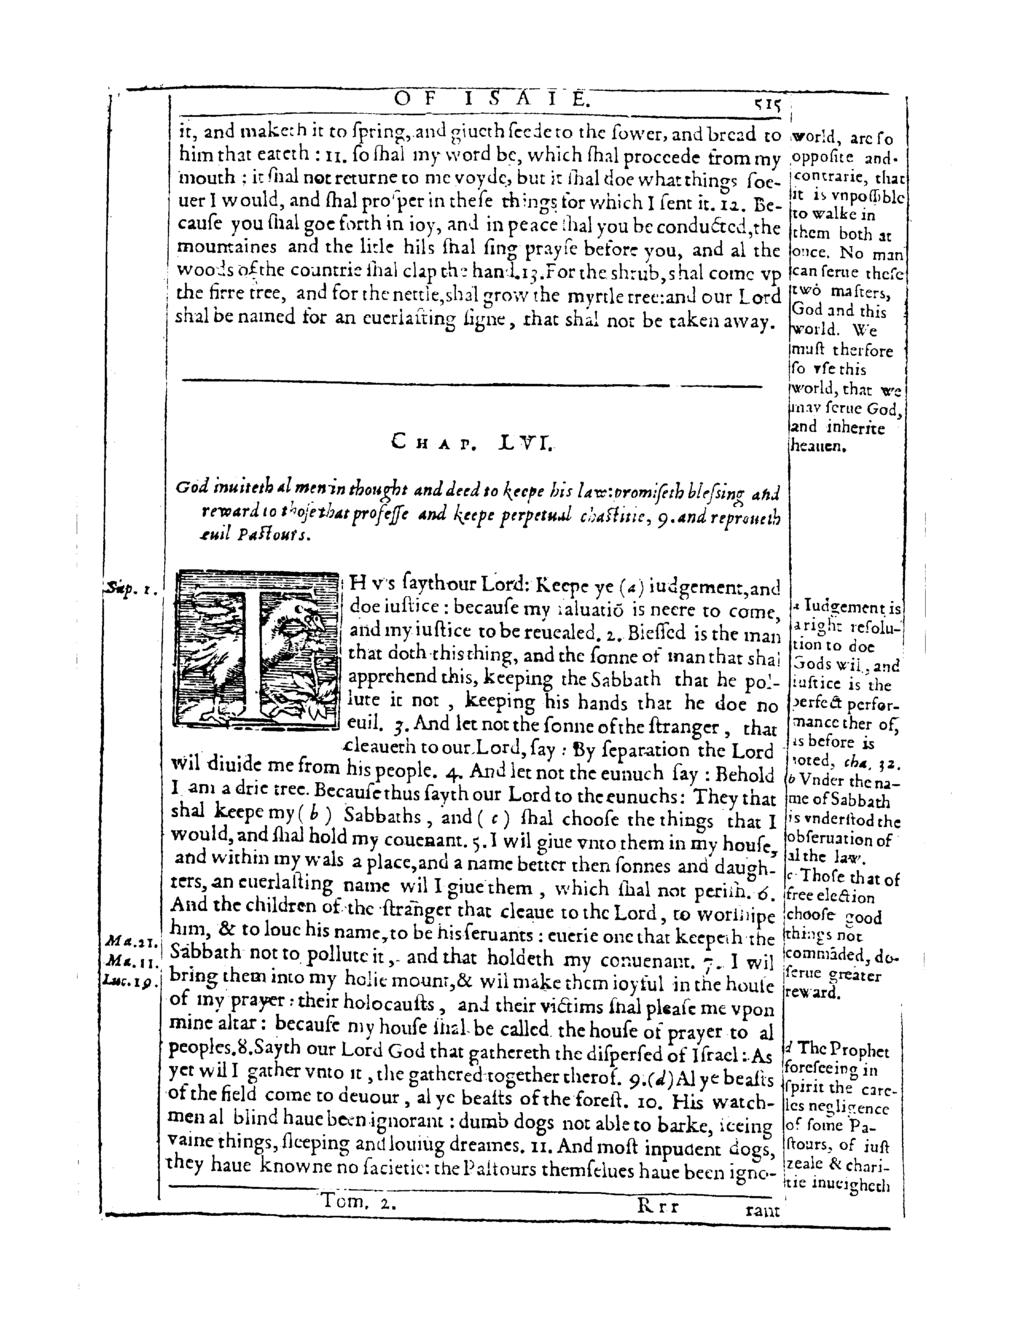 OF ISAIE. 515
it, and maketh it to ſpring, and giueth ſeede to the ſower, and bread to
him that eateth : 11. ſo ſhal my word be, which ſhal proceede from my
mouth : it ſhal not returne to me voyde, but it ſhal doe what things ſoe-
uer I would, and ſhal proſper in theſe things for which I ſent it. 12. Be-
cauſe you ſhal goe forth in ioy, and in peace ſhal you be conducted, the
mountaines and the litle hils ſhal ſing prayſe before you, and al the
woods of the countrie ſhal clap the hand. 13. For the shrub, shal come vp
the firre tree, and for the nettle, shal grow the myrtle tree: and our Lord
shal be named for an euerlaſting ſigne, that shal not be taken away.
world, are ſo
oppoſite and
contrarie, that
it is vnpoſſible
to walke in
them both at
once. No man
can ſerue theſe
two maſters,
God and this
world. We
muſt therfore
ſo vſe this
world, that we
may ſerue God,
and inherite
heauen.
CHAP. LVI.
God inuiteth al men in thought and deed to keepe his law: promiſeth bleſsing and
reward to thoſe that profeſſe and keepe perpetual chaſtitie, 9. and reproueth
euil Paſtours.
Sup. 1.
THvs ſayth our Lord: Keepe ye (a) iudgement, and
doe iuſtice : becauſe my ſaluatiō is neere to come,
and my iuſtice to be reuealed. 2. Bleſſed is the man
that doth this thing, and the ſonne of man that shal
apprehend this, keeping the Sabbath that he pol-
lute it not , keeping his hands that he doe no
euil. 3. And let not the ſonne of the ſtranger , that
cleaueth to our Lord, ſay : By ſeparation the Lord
wil diuide me from his people. 4. And let not the eunuch ſay : Behold
I am a drie tree. Becauſe thus ſayth our Lord to the eunuchs: They that
shal keepe my ( b ) Sabbaths , and ( c ) ſhal chooſe the things that I
would, and ſhal hold my couenant. 5. I wil giue vnto them in my houſe,
and within my wals a place, and a name better then ſonnes and daugh-
ters, an euerlaſting name wil I giue them , which ſhal not periſh. 6.
And the children of the ſtranger that cleaue to the Lord, to worſhipe
him, & to loue his name, to be his ſeruants : euerie one that keepeth the
Sabbath not to pollute it , and that holdeth my conuenant. 7. I wil
bring them into my holie mount, & wil make them ioyful in the houſe
of my prayer : their holocauſts , and their victims ſhal pleaſe me vpon
mine altar : becauſe my houſe ſhal be called the houſe of prayer to al
peoples. 8. Sayth our Lord God that gathereth the diſperſed of Iſrael : As
yet wil I gather vnto it , the gathered together therof. 9. (d) Al ye beaſts
of the field come to deuour , al ye beaſts of the foreſt. 10. His watch-
men al blind haue been ignorant : dumb dogs not able to barke, ſeeing
vaine things, ſleeping and louiug dreames. 11. And moſt inpudent dogs,
they haue knowne no ſacietie: the Paſtours themſelues haue been igno-
Ma. 21.
Ma. 11.
Luc. 19.
a Iudgement is
a right reſolu-
tion to doe
Gods wil, and
iuſtice is the
perfect perfor-
mance ther of,
as before is
noted, cha. 32.
b Vnder the na-
me of Sabbath
is vnderſtod the
obſeruation of
al the law.
c Thoſe that of
free election
chooſe good
things not
commāded, de-
ſerue greater
reward.
d The Prophet
foreſeeing in
ſpirit the care-
les negligence
of ſome Pa-
ſtours, of iuſt
zeale & chari-
tie inueigheth
Tom. 2. Rrr rant